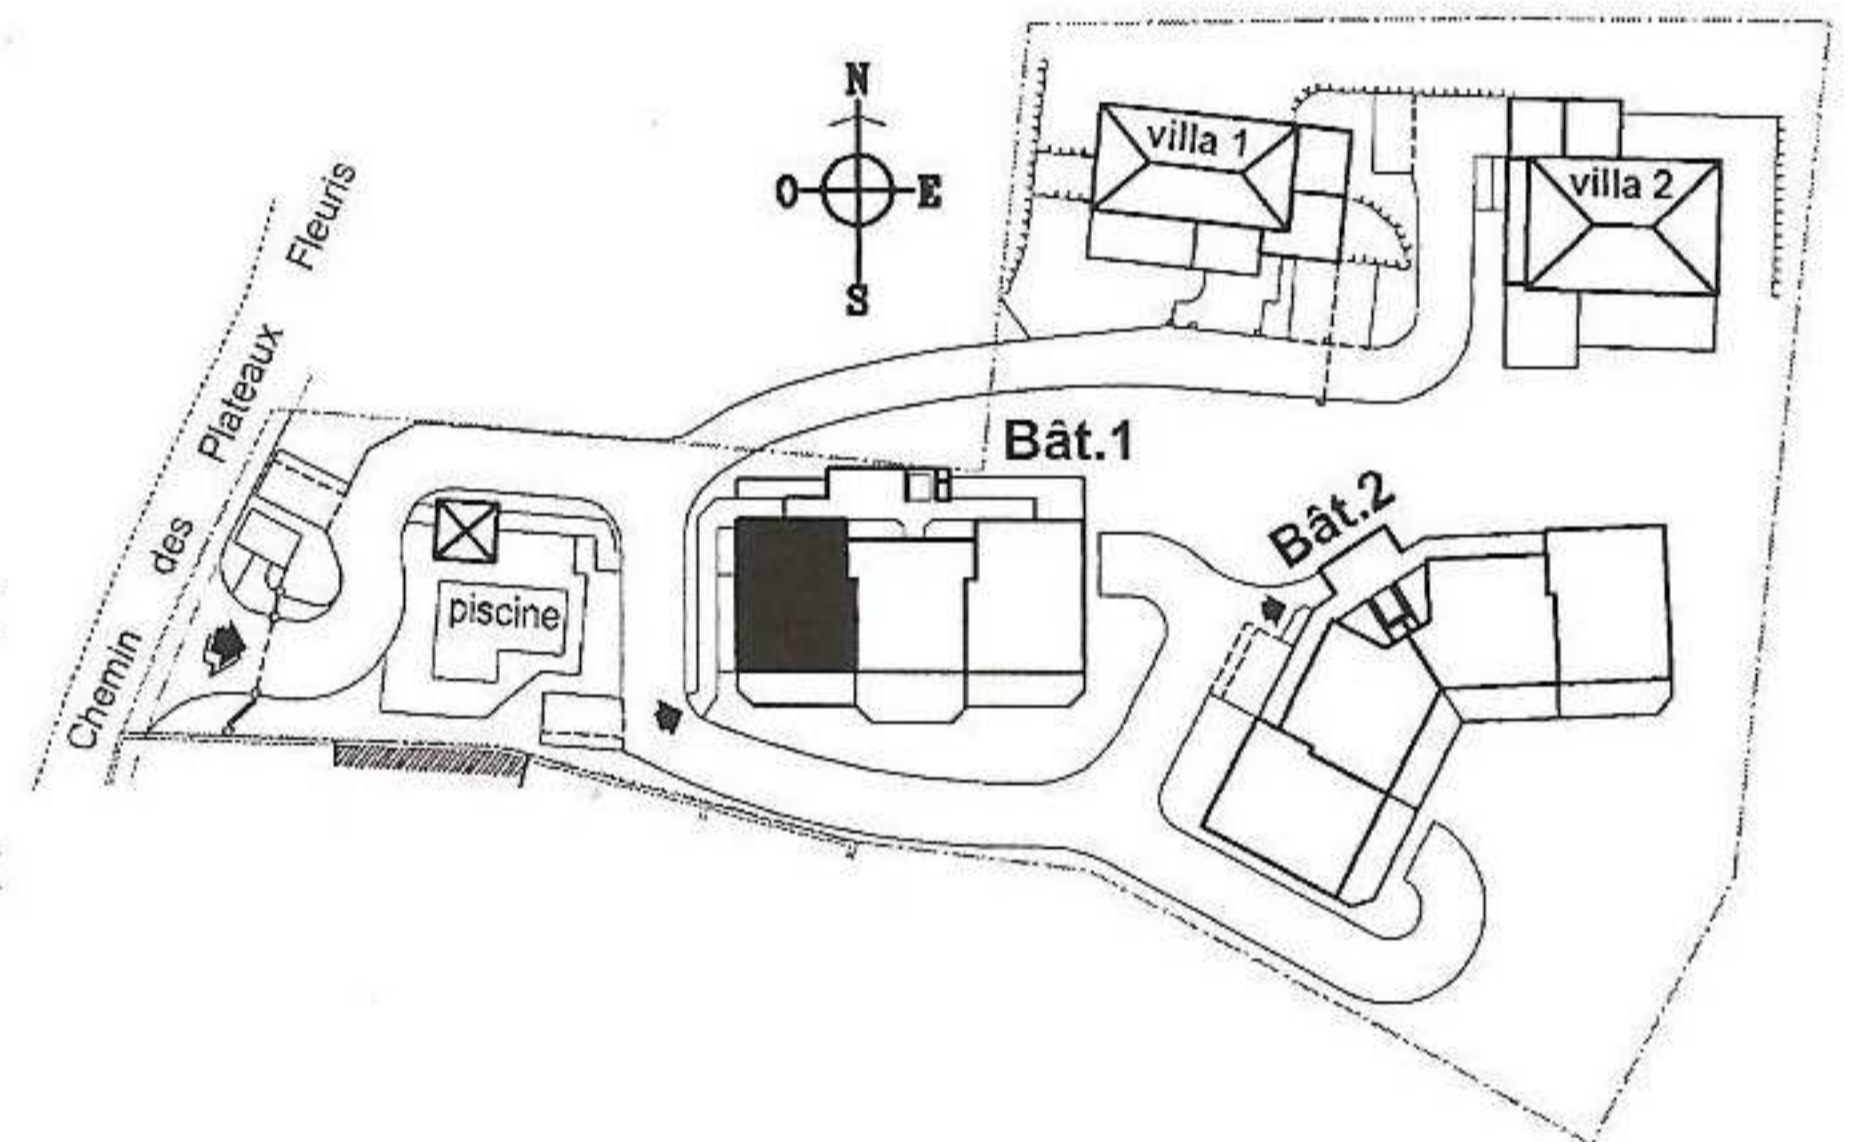 N
O E
S
villa 1
villa 2
Chemin des Plateaux Fleuris
Bât.1
Bât.2
piscine